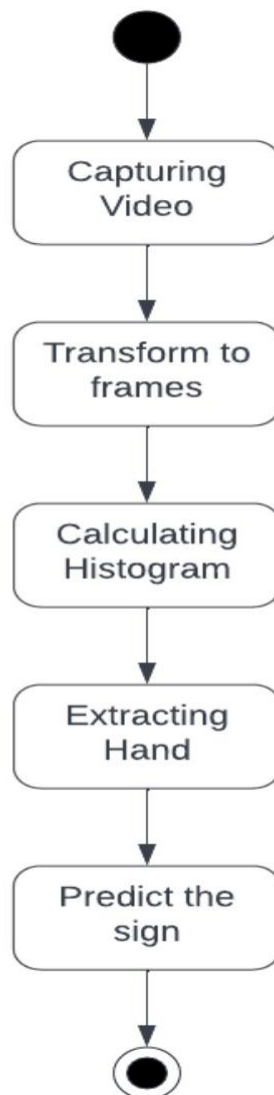 Capturing
Video
Transform to
frames
Calculating
Histogram
Extracting
Hand
Predict the
sign